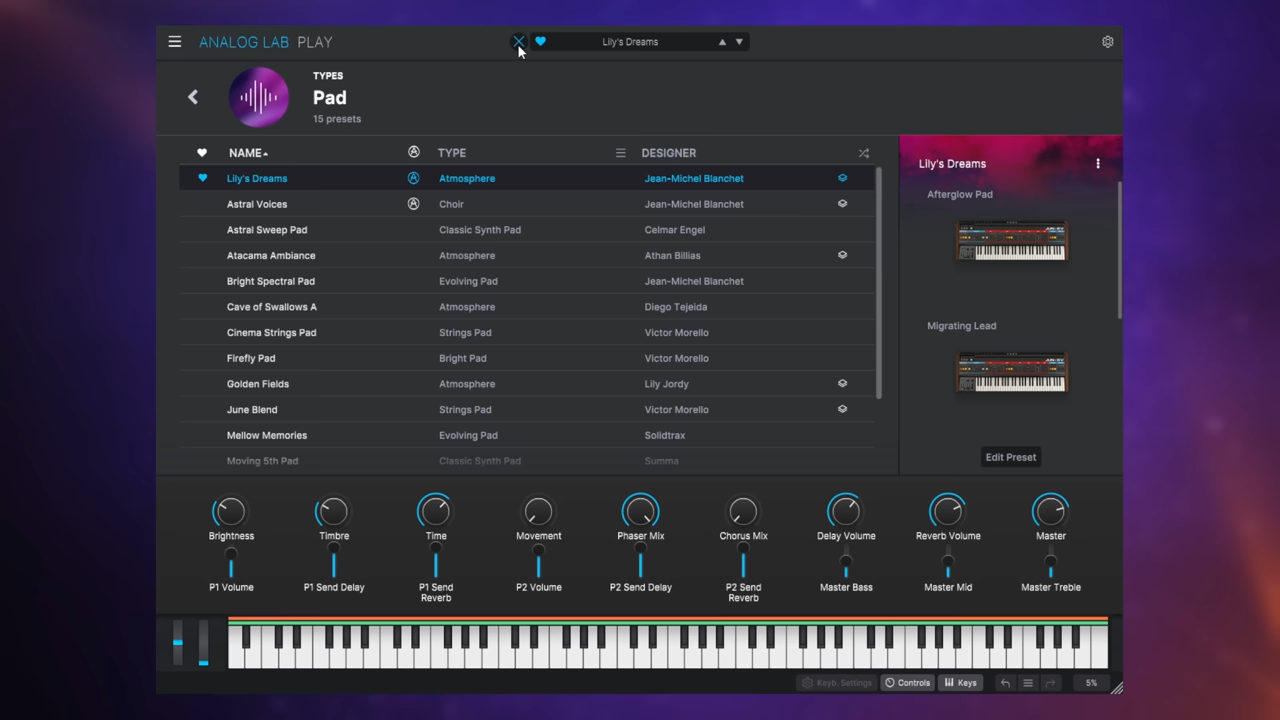 ANALOG LAB PLAY
Lily's Dreams
TYPES
Pad
15 presets
NAME TYPE DESIGNER
Lily's Dreams Atmosphere Jean-Michel Blanchet
Astral Voices Choir Jean-Michel Blanchet
Astral Sweep Pad Classic Synth Pad Celmar Engel
Atacama Ambiance Atmosphere Athan Billias
Bright Spectral Pad Evolving Pad Jean-Michel Blanchet
Cave of Swallows A Atmosphere Diego Tejeida
Cinema Strings Pad Strings Pad Victor Morello
Firefly Pad Bright Pad Victor Morello
Golden Fields Atmosphere Lily Jordy
June Blend Strings Pad Victor Morello
Mellow Memories Evolving Pad Solidtrax
Moving 5th Pad Classic Synth Pad Summa
Lily's Dreams
Afterglow Pad
Migrating Lead
Edit Preset
Brightness Timbre Time Movement Phaser Mix Chorus Mix Delay Volume Reverb Volume Master
P1 Volume P1 Send Delay P1 Send Reverb P2 Volume P2 Send Delay P2 Send Reverb Master Bass Master Mid Master Treble
Keyb. Settings Controls Keys 5%